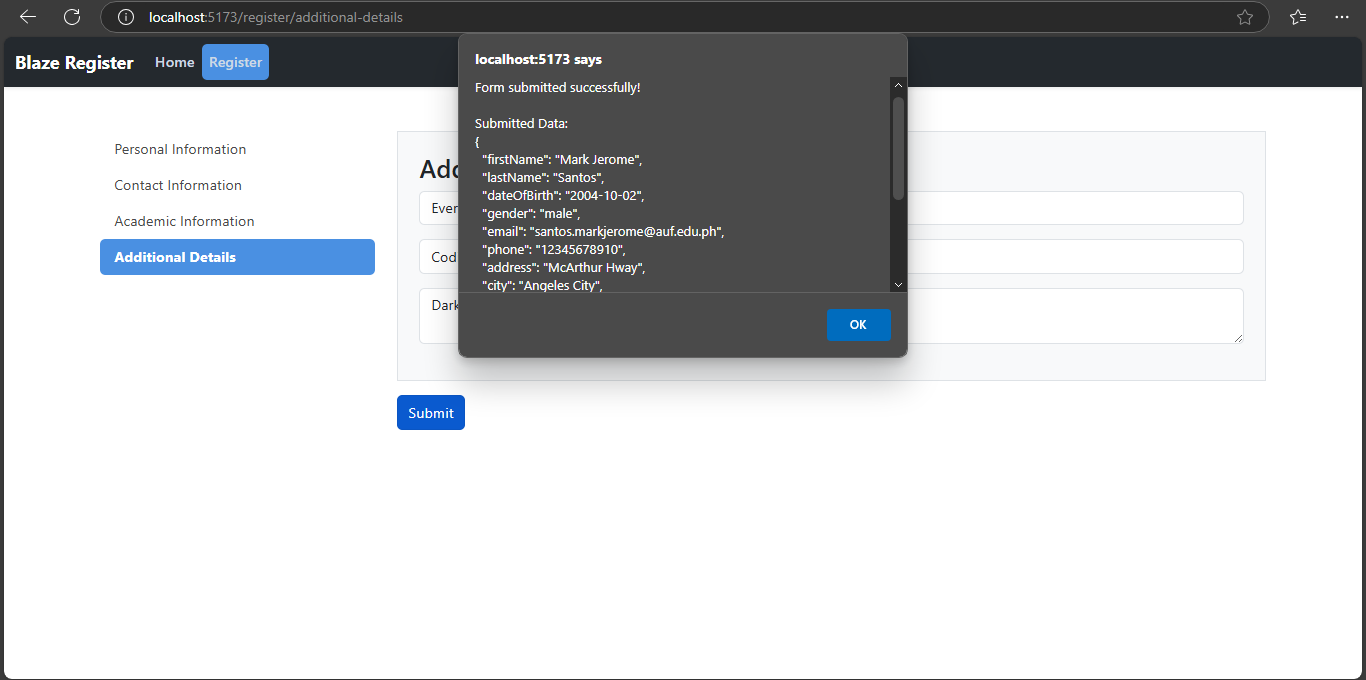 localhost:5173/register/additional-details
Blaze Register
Home
Register
localhost:5173 says
Form submitted successfully!
Submitted Data:
{
"firstName": "Mark Jerome",
"lastName": "Santos",
"dateOfBirth": "2004-10-02",
"gender": "male",
"email": "santos.markjerome@auf.edu.ph",
"phone": "12345678910",
"address": "McArthur Hway",
"city": "Angeles City",
OK
Personal Information
Contact Information
Academic Information
Additional Details
Ever
Cod
Dark
Submit